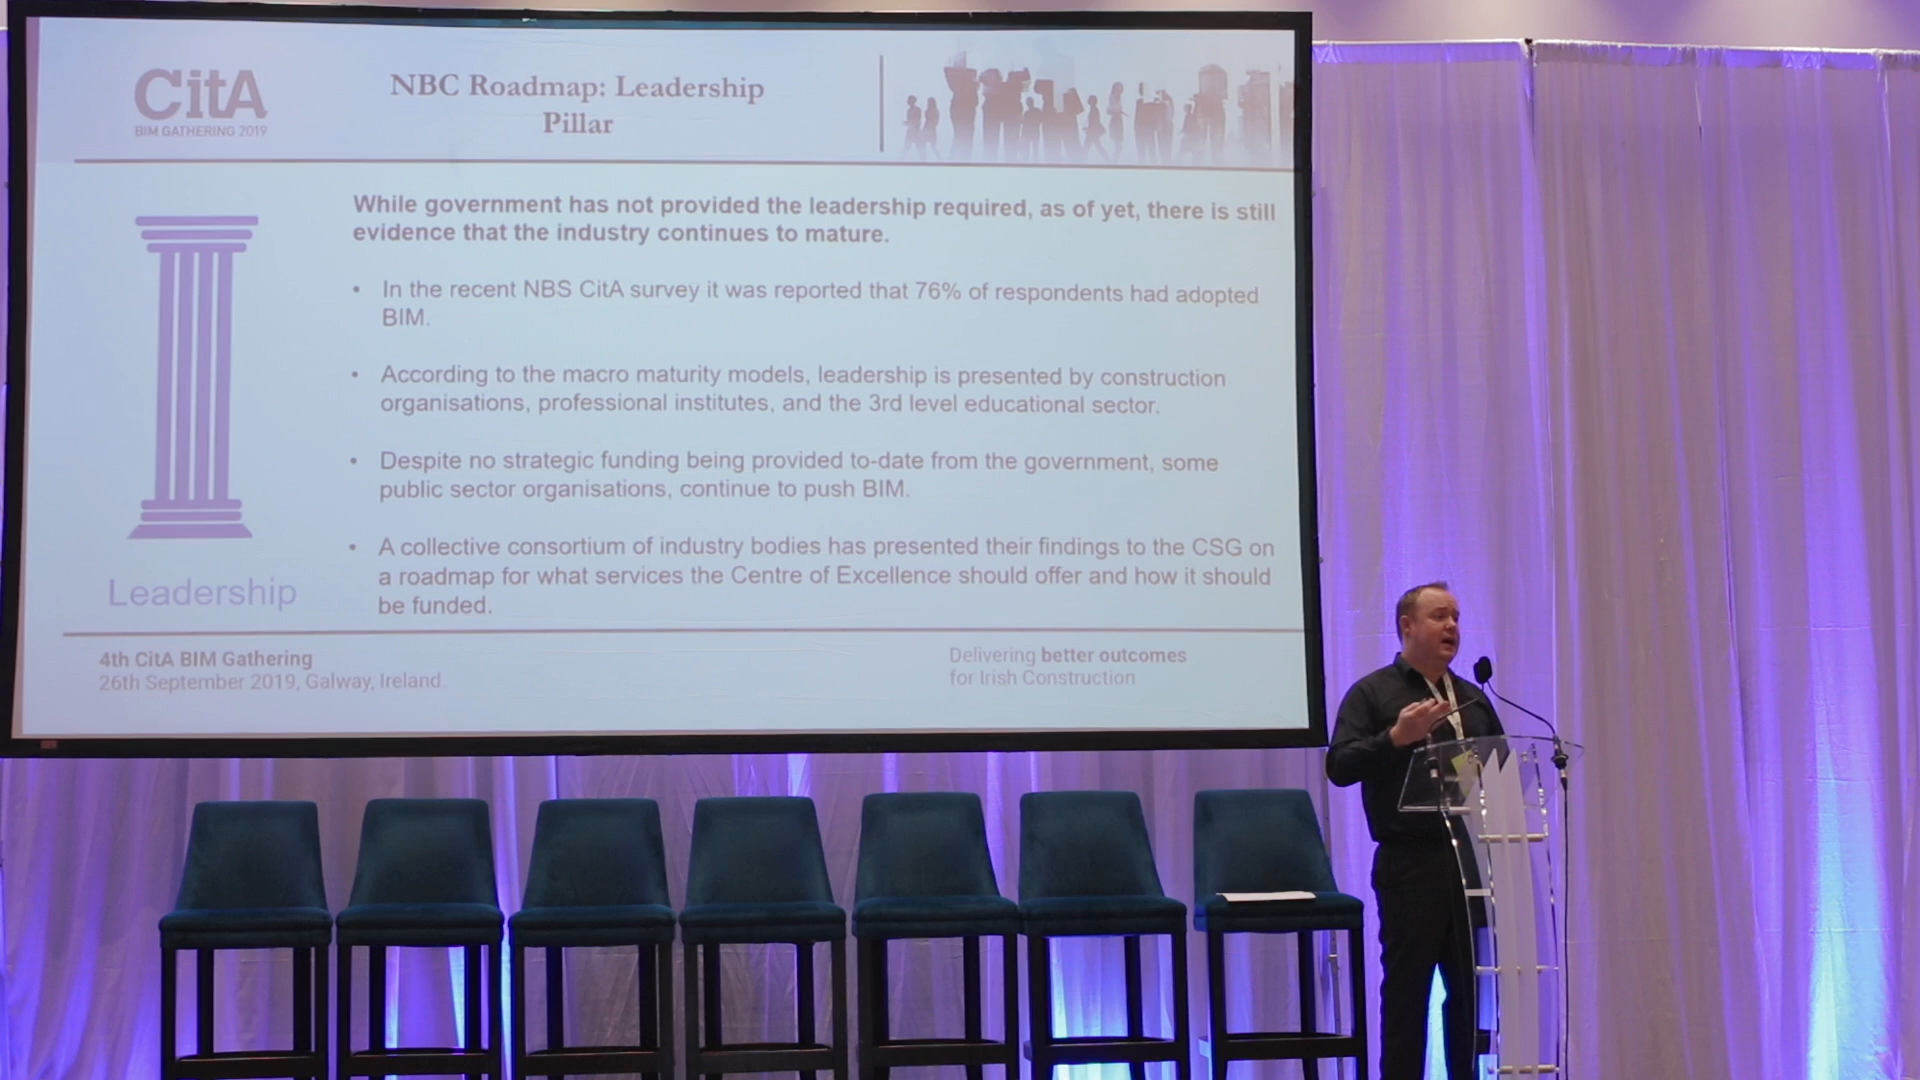 CitA
BIM GATHERING 2019
NBC Roadmap: Leadership
Pillar
While government has not provided the leadership required, as of yet, there is still
evidence that the industry continues to mature.
• In the recent NBS CitA survey it was reported that 76% of respondents had adopted
BIM.
• According to the macro maturity models, leadership is presented by construction
organisations, professional institutes, and the 3rd level educational sector.
• Despite no strategic funding being provided to-date from the government, some
public sector organisations, continue to push BIM.
• A collective consortium of industry bodies has presented their findings to the CSG on
a roadmap for what services the Centre of Excellence should offer and how it should
be funded.
Leadership
4th CitA BIM Gathering
26th September 2019, Galway, Ireland.
Delivering better outcomes
for Irish Construction